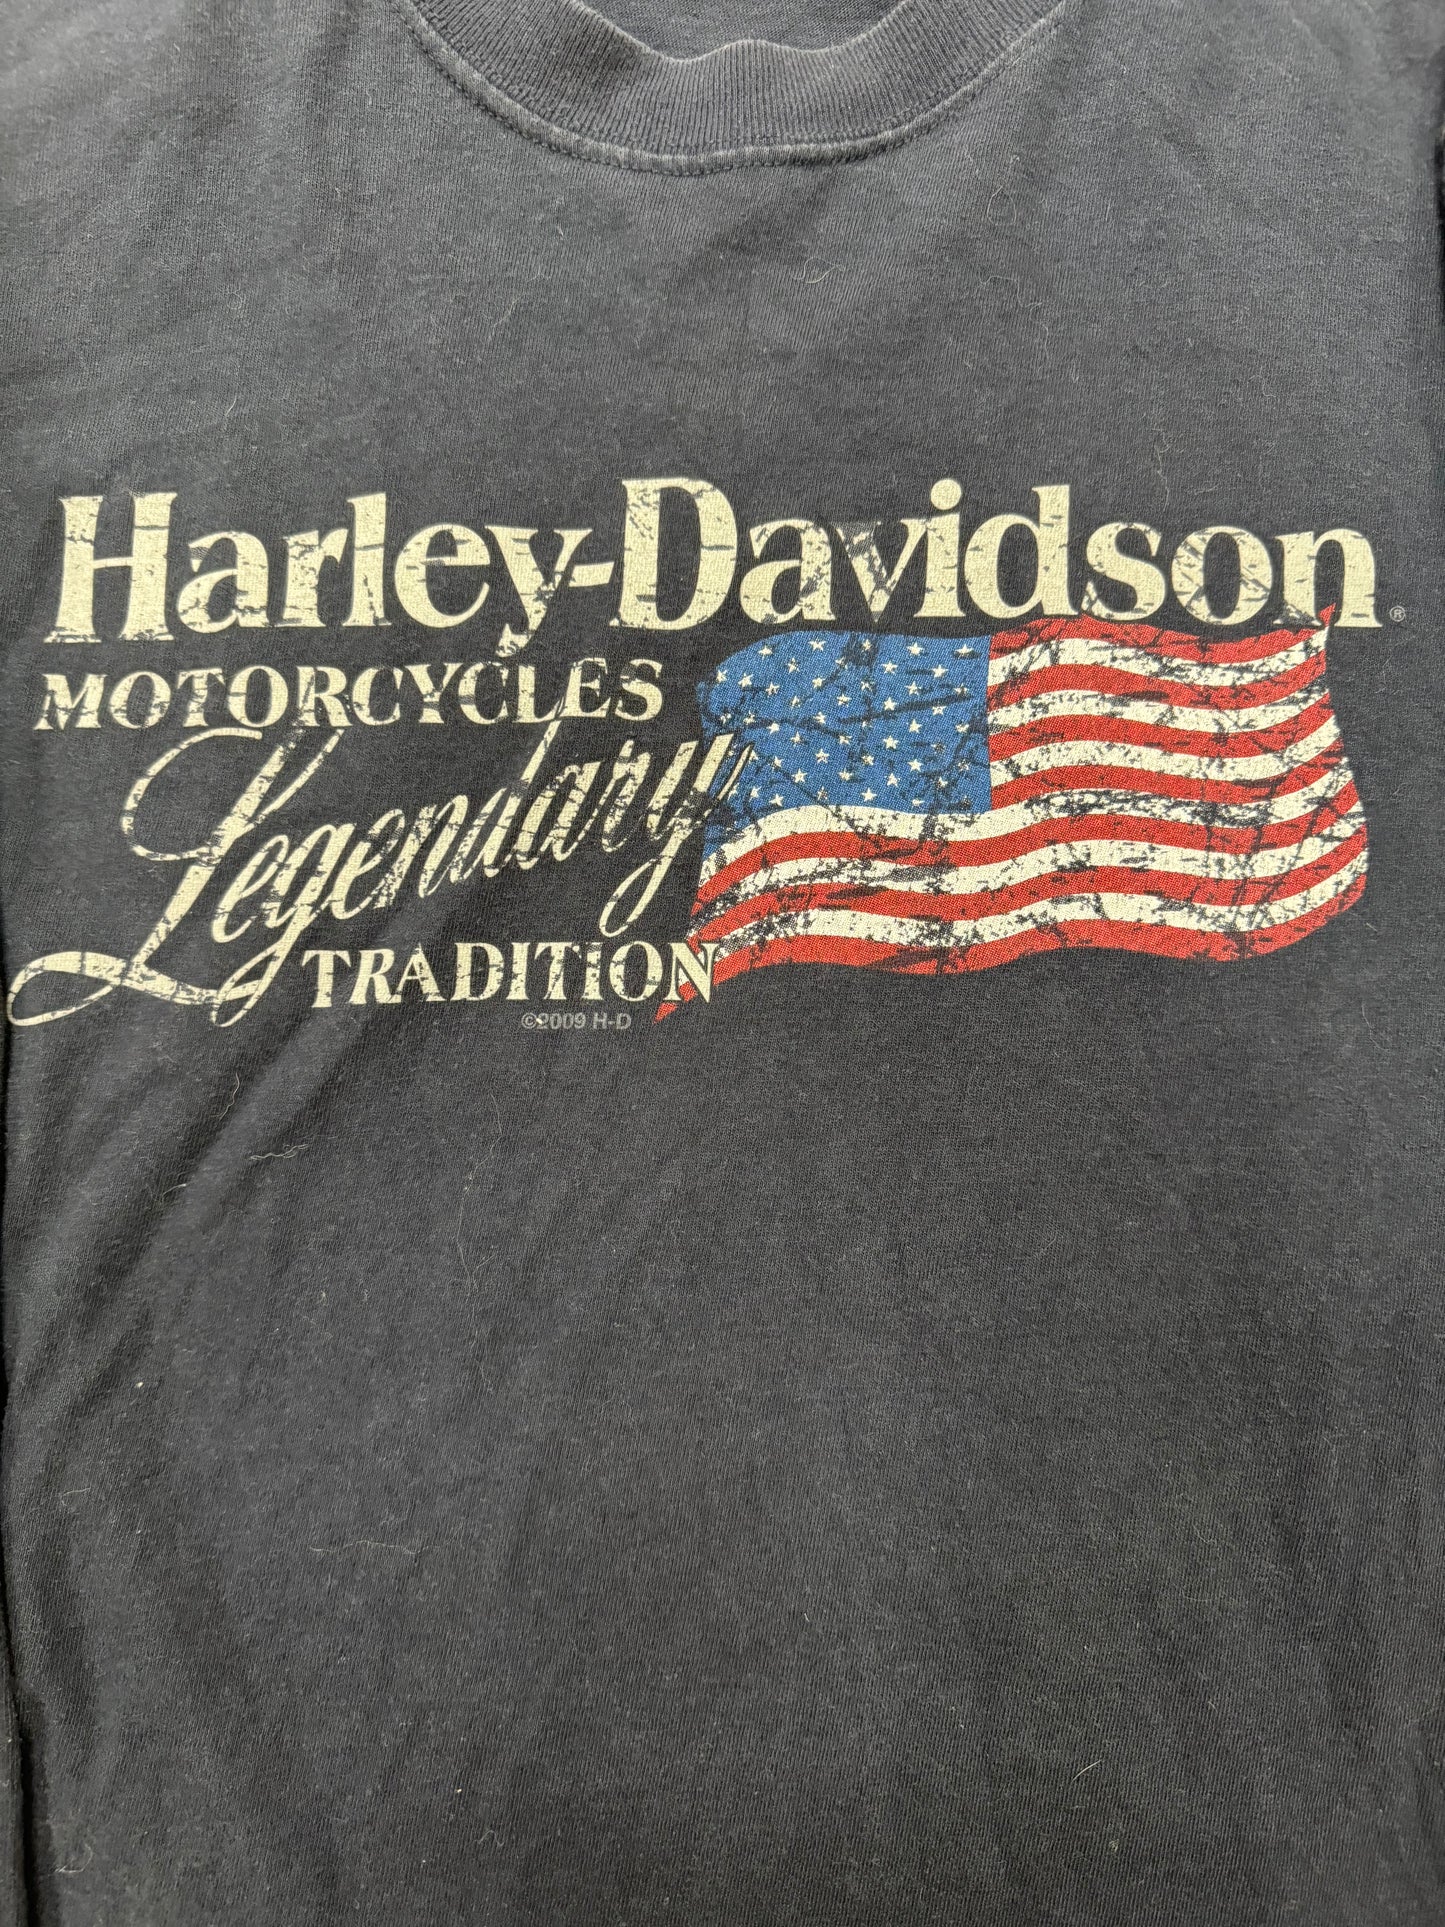 Harley-Davidson®
MOTORCYCLES
Legendary
TRADITION
©2009 H-D